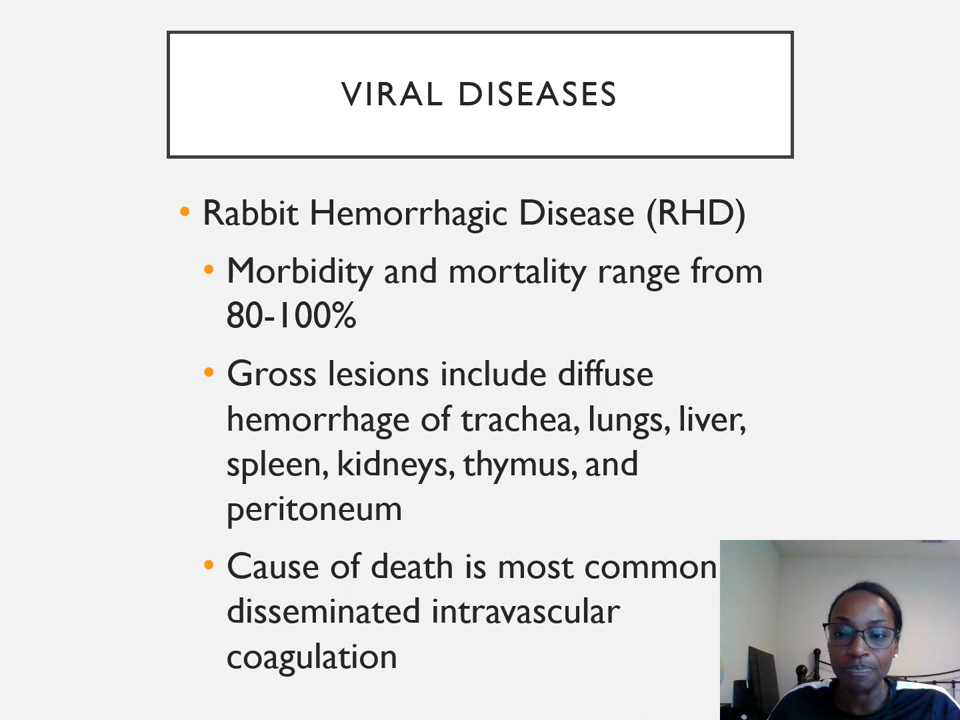 VIRAL DISEASES
• Rabbit Hemorrhagic Disease (RHD)
• Morbidity and mortality range from
80-100%
• Gross lesions include diffuse
hemorrhage of trachea, lungs, liver,
spleen, kidneys, thymus, and
peritoneum
• Cause of death is most common
disseminated intravascular
coagulation